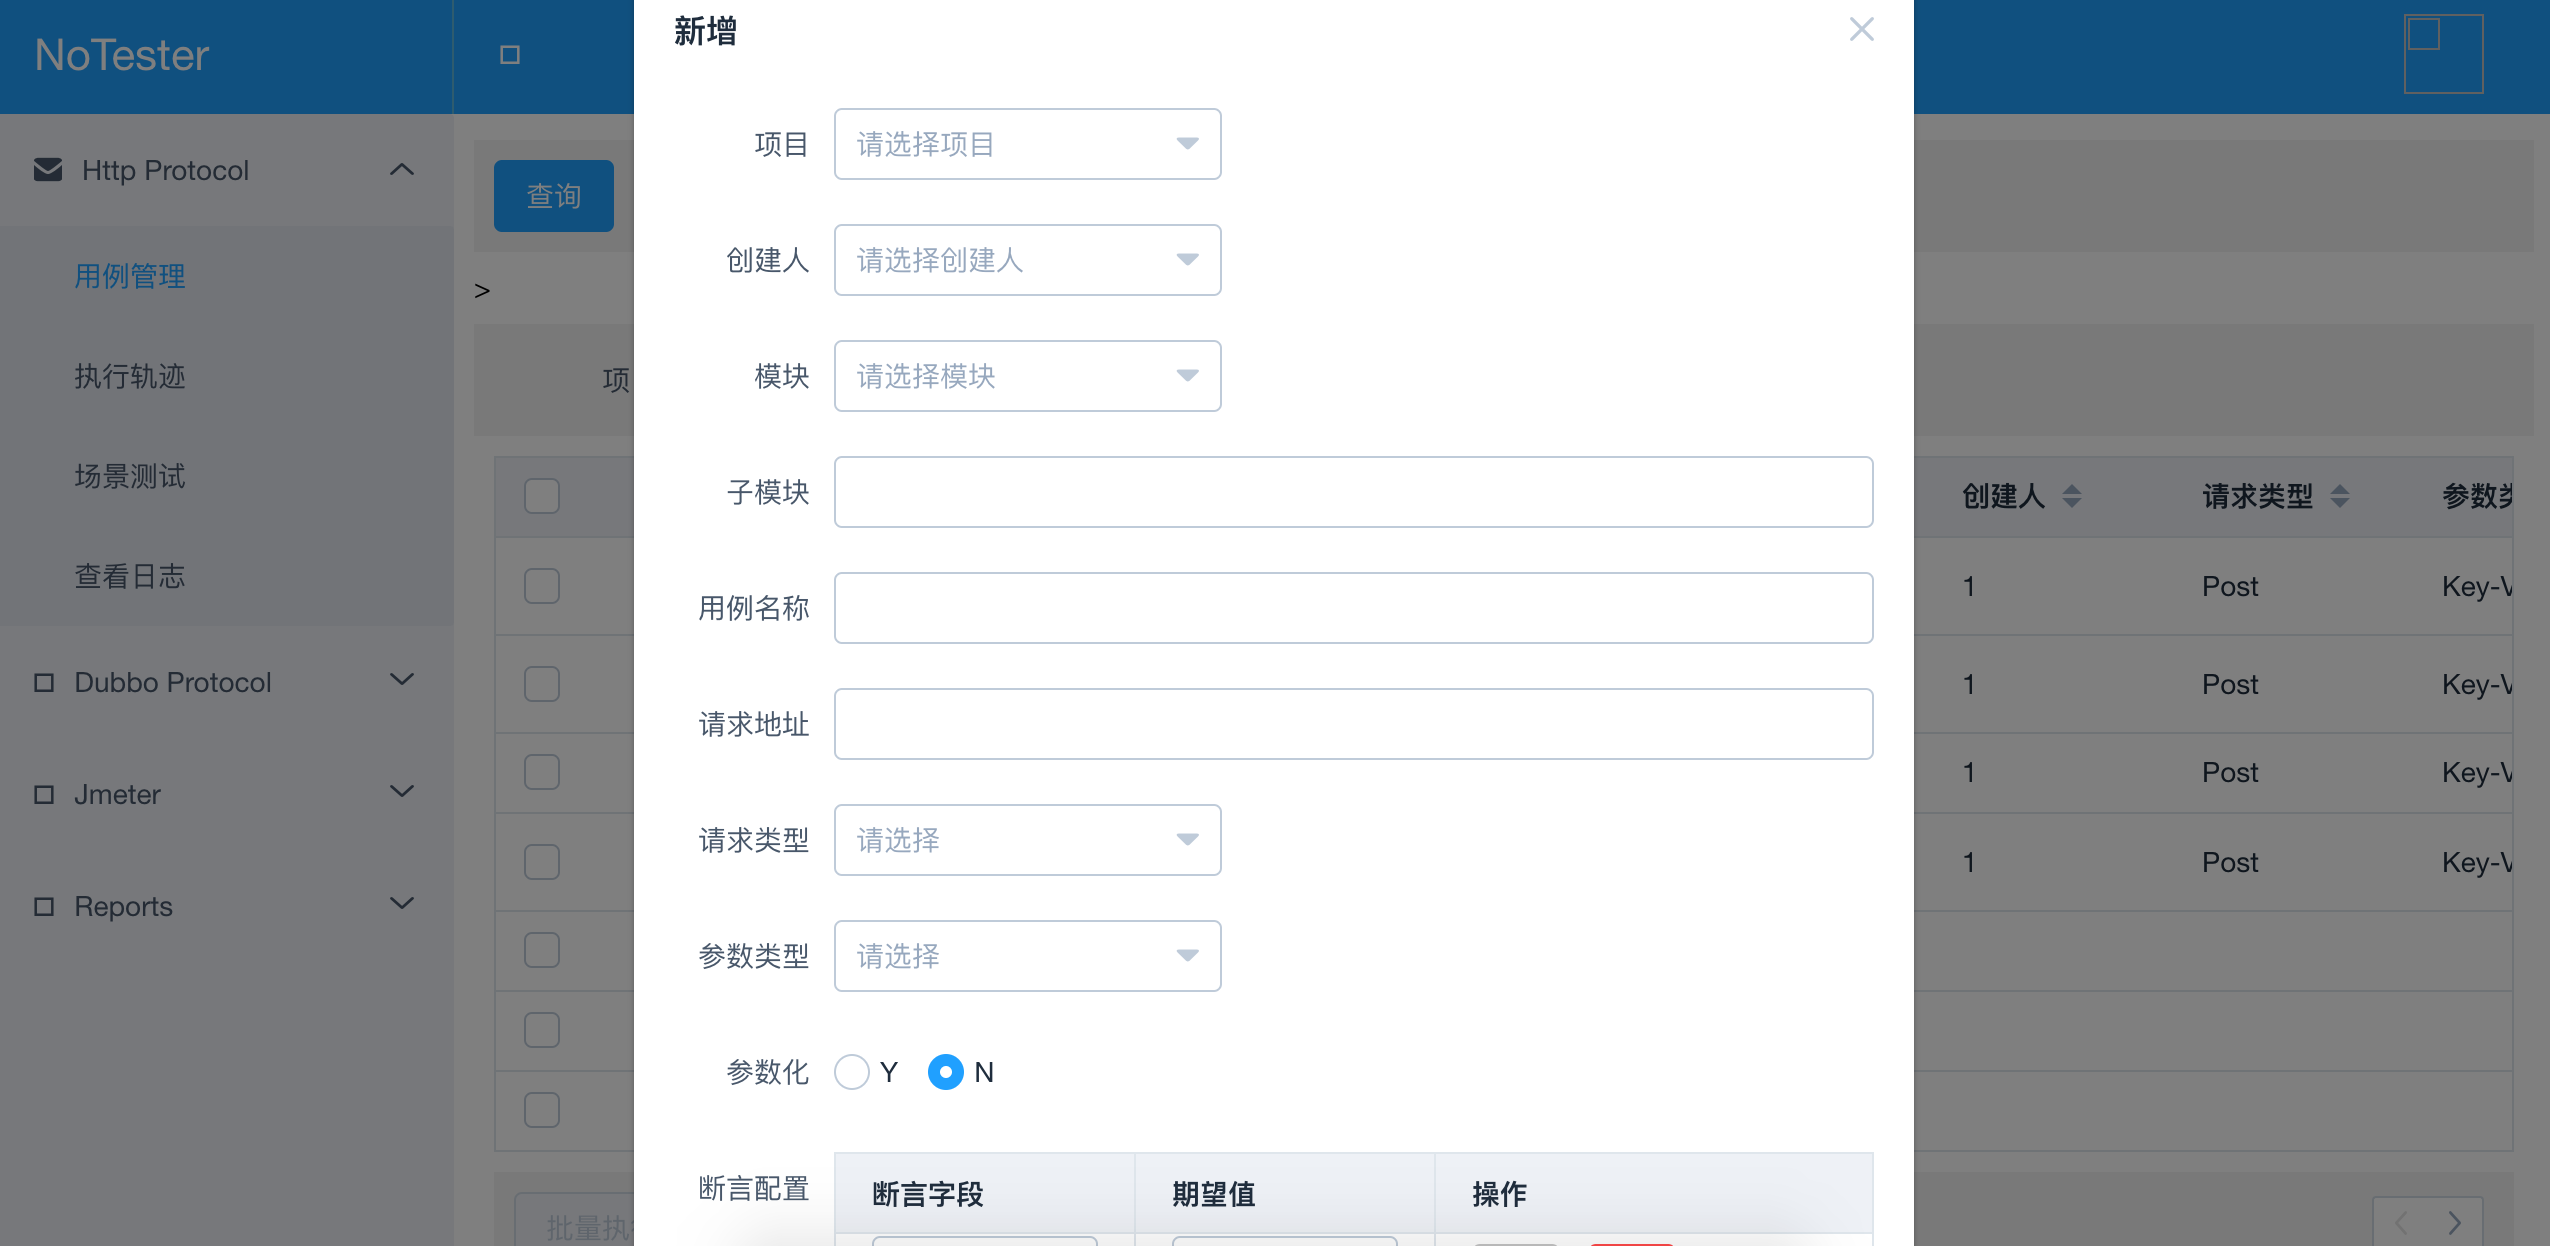 NoTester
Http Protocol
用例管理
执行轨迹
场景测试
查看日志
Dubbo Protocol
Jmeter
Reports
查询
>
项
新增
项目 请选择项目
创建人 请选择创建人
模块 请选择模块
子模块
用例名称
请求地址
请求类型 请选择
参数类型 请选择
参数化 Y N
断言配置 断言字段 期望值 操作
创建人 请求类型 参数类
1 Post Key-V
1 Post Key-V
1 Post Key-V
1 Post Key-V
批量执